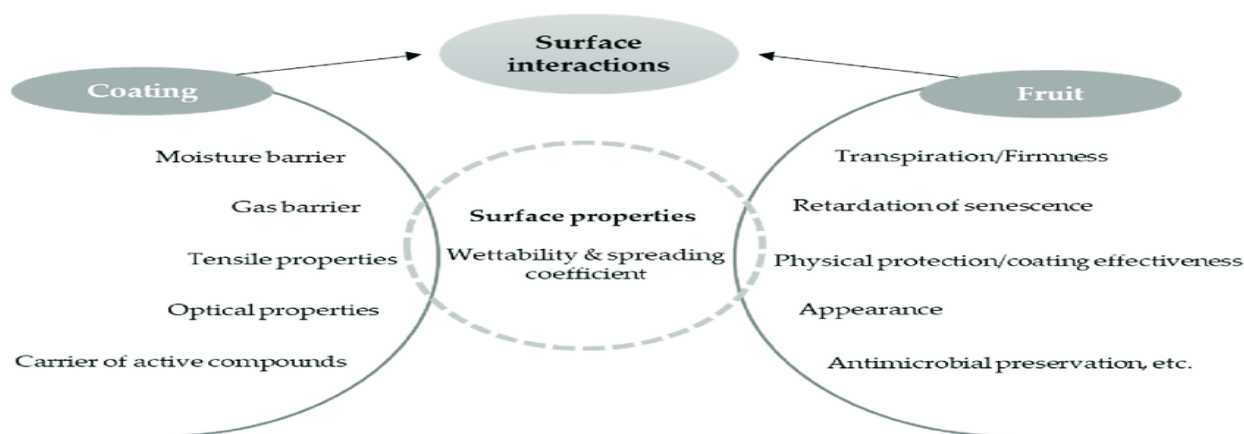 Surface
interactions
Coating
Fruit
Moisture barrier
Gas barrier
Tensile properties
Optical properties
Carrier of active compounds
Surface properties
Wettability & spreading
coefficient
Transpiration/Firmness
Retardation of senescence
Physical protection/coating effectiveness
Appearance
Antimicrobial preservation, etc.